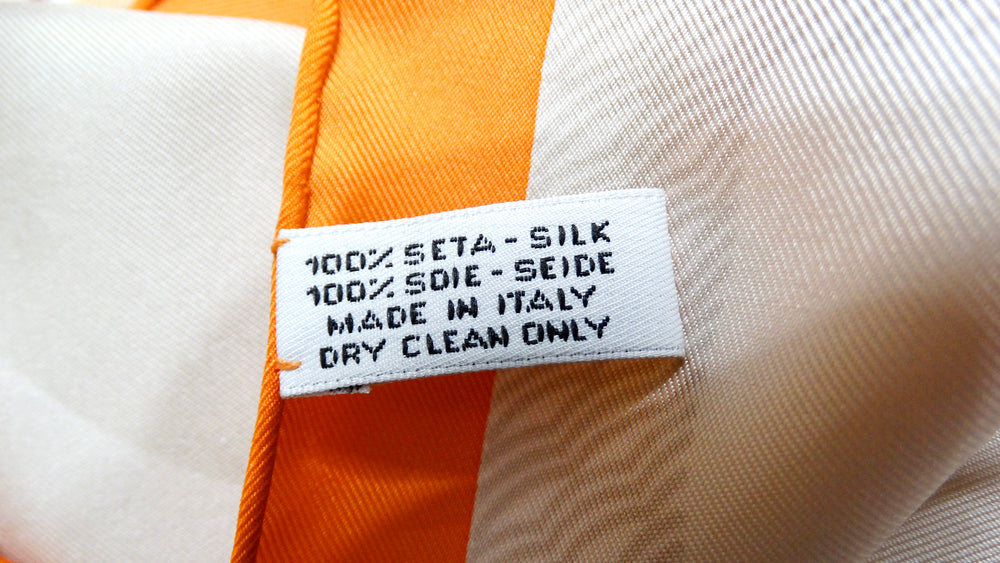 100% SETA - SILK
100% SOIE - SEIDE
MADE IN ITALY
DRY CLEAN ONLY